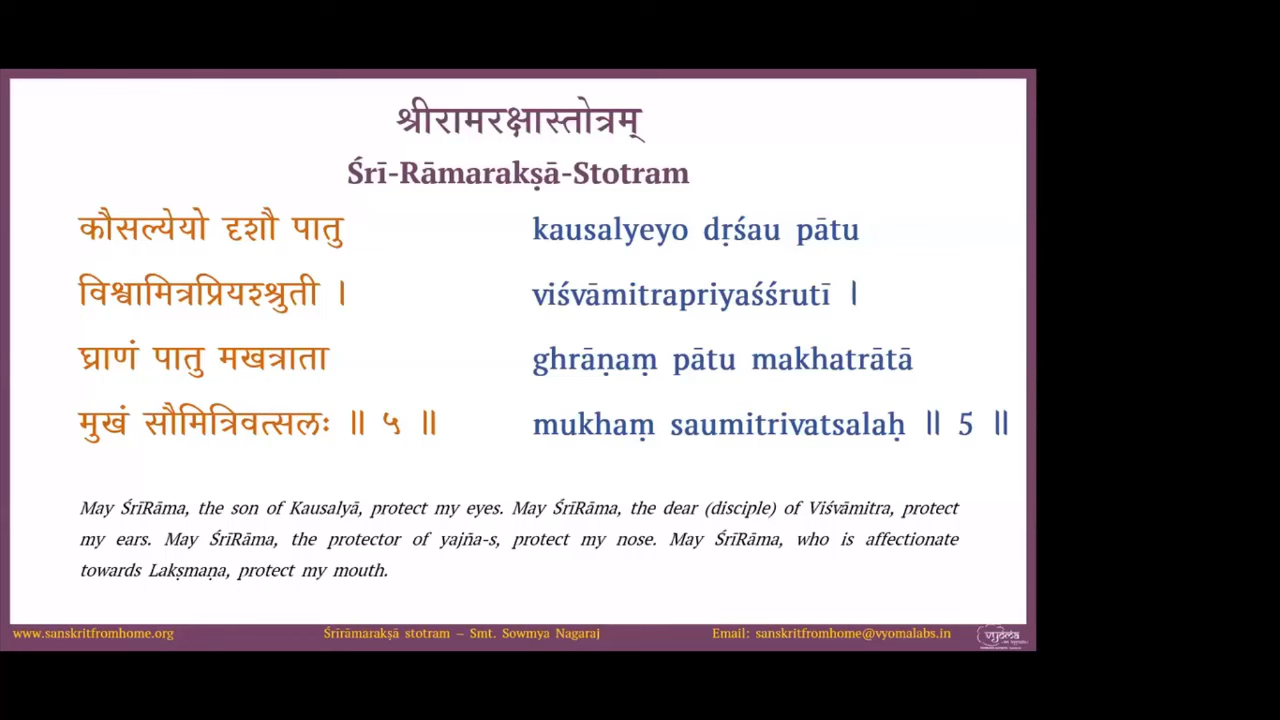 श्रीरामरक्षास्तोत्रम्
Śrī-Rāmarakṣā-Stotram
कौसल्येयो दृशौ पातु
kausalyeyo dṛśau pātu
विश्वामित्रप्रियश्श्रुती ।
viśvāmitrapriyaśśrutī ।
घ्राणं पातु मखत्राता
ghrāṇaṃ pātu makhatrātā
मुखं सौमित्रिवत्सलः ॥ ५ ॥
mukhaṃ saumitrivatsalaḥ ॥ 5 ॥
May ŚrīRāma, the son of Kausalyā, protect my eyes. May ŚrīRāma, the dear (disciple) of Viśvāmitra, protect
my ears. May ŚrīRāma, the protector of yajña-s, protect my nose. May ŚrīRāma, who is affectionate
towards Lakṣmaṇa, protect my mouth.
www.sanskritfromhome.org
Śrīrāmarakṣā stotram – Smt. Sowmya Nagaraj
Email: sanskritfromhome@vyomalabs.in
vyoma